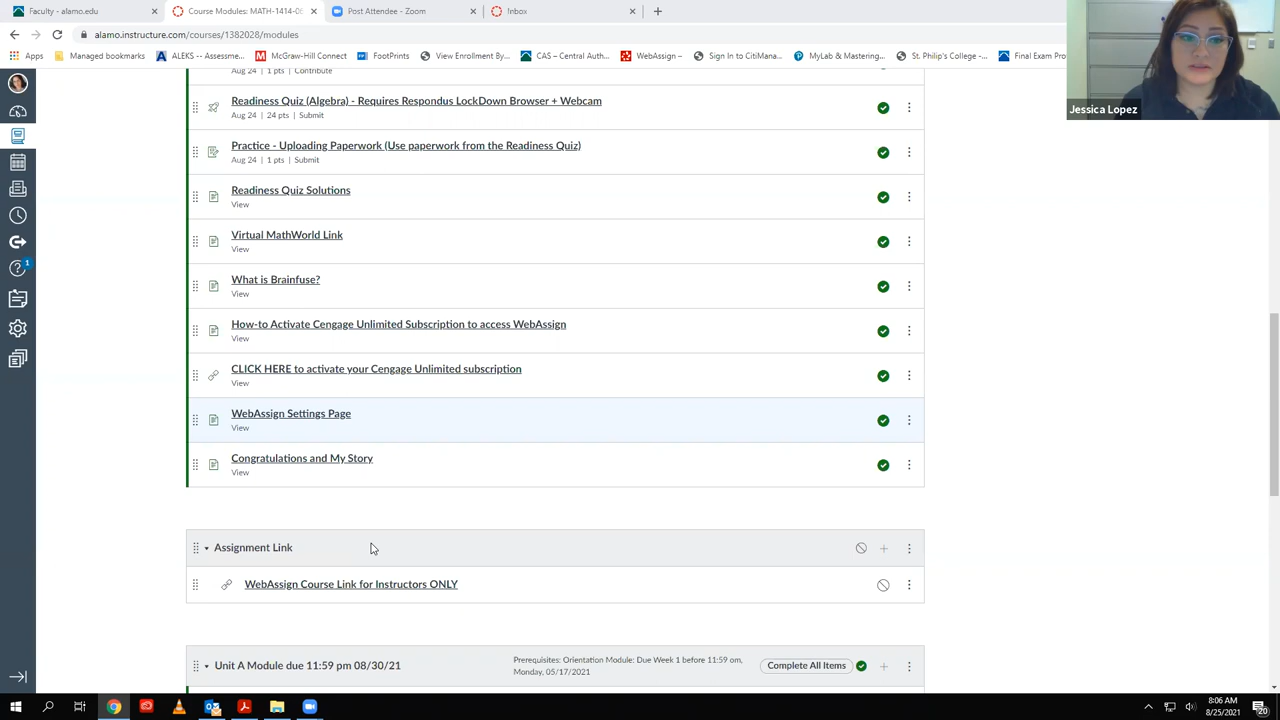 Faculty - alamo.edu
Course Modules: MATH-1414-06
Post Attendee - Zoom
Inbox
alamo.instructure.com/courses/1382028/modules
Apps
Managed bookmarks
ALEKS -- Assessme...
McGraw-Hill Connect
FootPrints
View Enrollment By...
CAS – Central Auth...
WebAssign –
Sign In to CitiMana...
MyLab & Mastering...
St. Philip's College -...
Final Exam Pro
Aug 24 | 1 pts | Contribute
Readiness Quiz (Algebra) - Requires Respondus LockDown Browser + Webcam
Aug 24 | 24 pts | Submit
Practice - Uploading Paperwork (Use paperwork from the Readiness Quiz)
Aug 24 | 1 pts | Submit
Readiness Quiz Solutions
View
Virtual MathWorld Link
View
What is Brainfuse?
View
How-to Activate Cengage Unlimited Subscription to access WebAssign
View
CLICK HERE to activate your Cengage Unlimited subscription
View
WebAssign Settings Page
View
Congratulations and My Story
View
Assignment Link
WebAssign Course Link for Instructors ONLY
Unit A Module due 11:59 pm 08/30/21
Prerequisites: Orientation Module: Due Week 1 before 11:59 om,
Monday, 05/17/2021
Complete All Items
Jessica Lopez
1
8:06 AM
8/25/2021
20